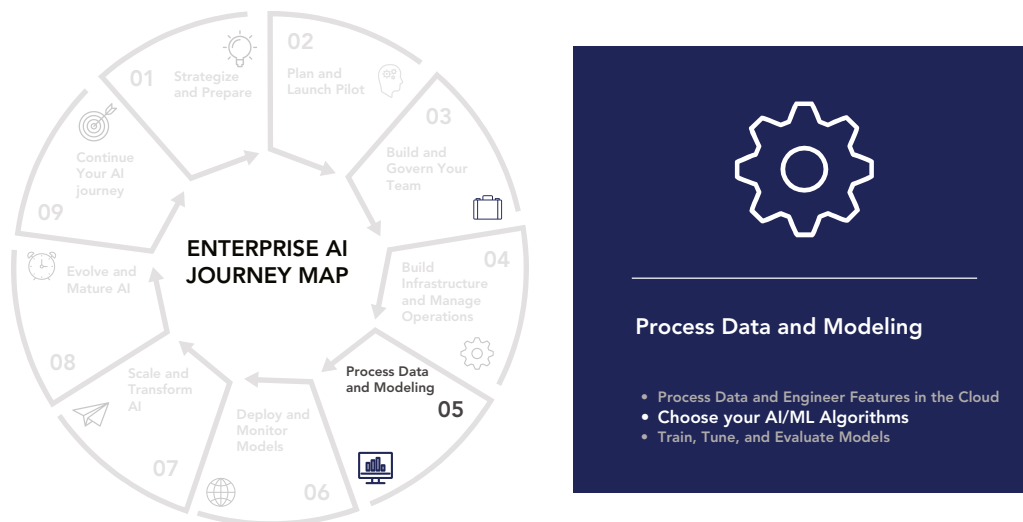 01
Strategize
and Prepare
02
Plan and
Launch Pilot
03
Build and
Govern Your
Team
04
Build
Infrastructure
and Manage
Operations
Process Data
and Modeling
05
Deploy and
Monitor
Models
06
Scale and
Transform
AI
07
Evolve and
Mature AI
08
Continue
Your AI
journey
09
ENTERPRISE AI
JOURNEY MAP
Process Data and Modeling
• Process Data and Engineer Features in the Cloud
• Choose your AI/ML Algorithms
• Train, Tune, and Evaluate Models